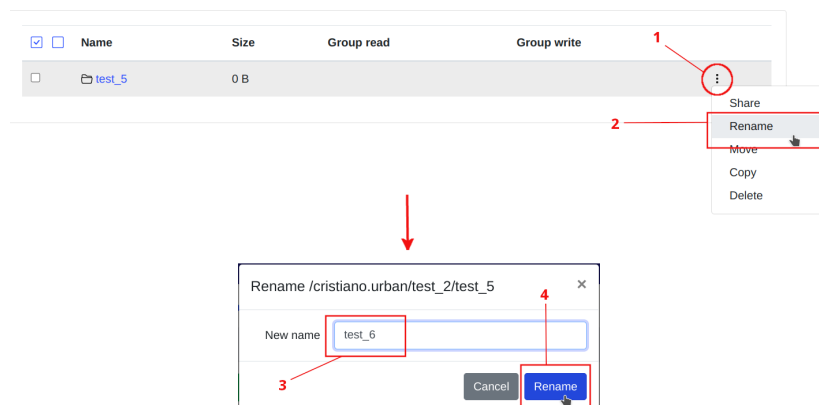 Name Size Group read Group write 1
test_5 0 B
Share
2 Rename
Move
Copy
Delete
Rename /cristiano.urban/test_2/test_5 ×
4
New name test_6
3 Cancel Rename